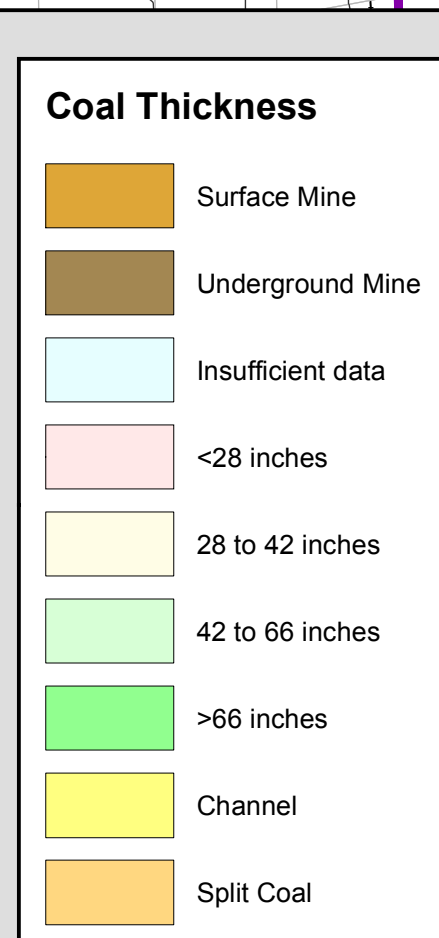 Coal Thickness
Surface Mine
Underground Mine
Insufficient data
<28 inches
28 to 42 inches
42 to 66 inches
>66 inches
Channel
Split Coal